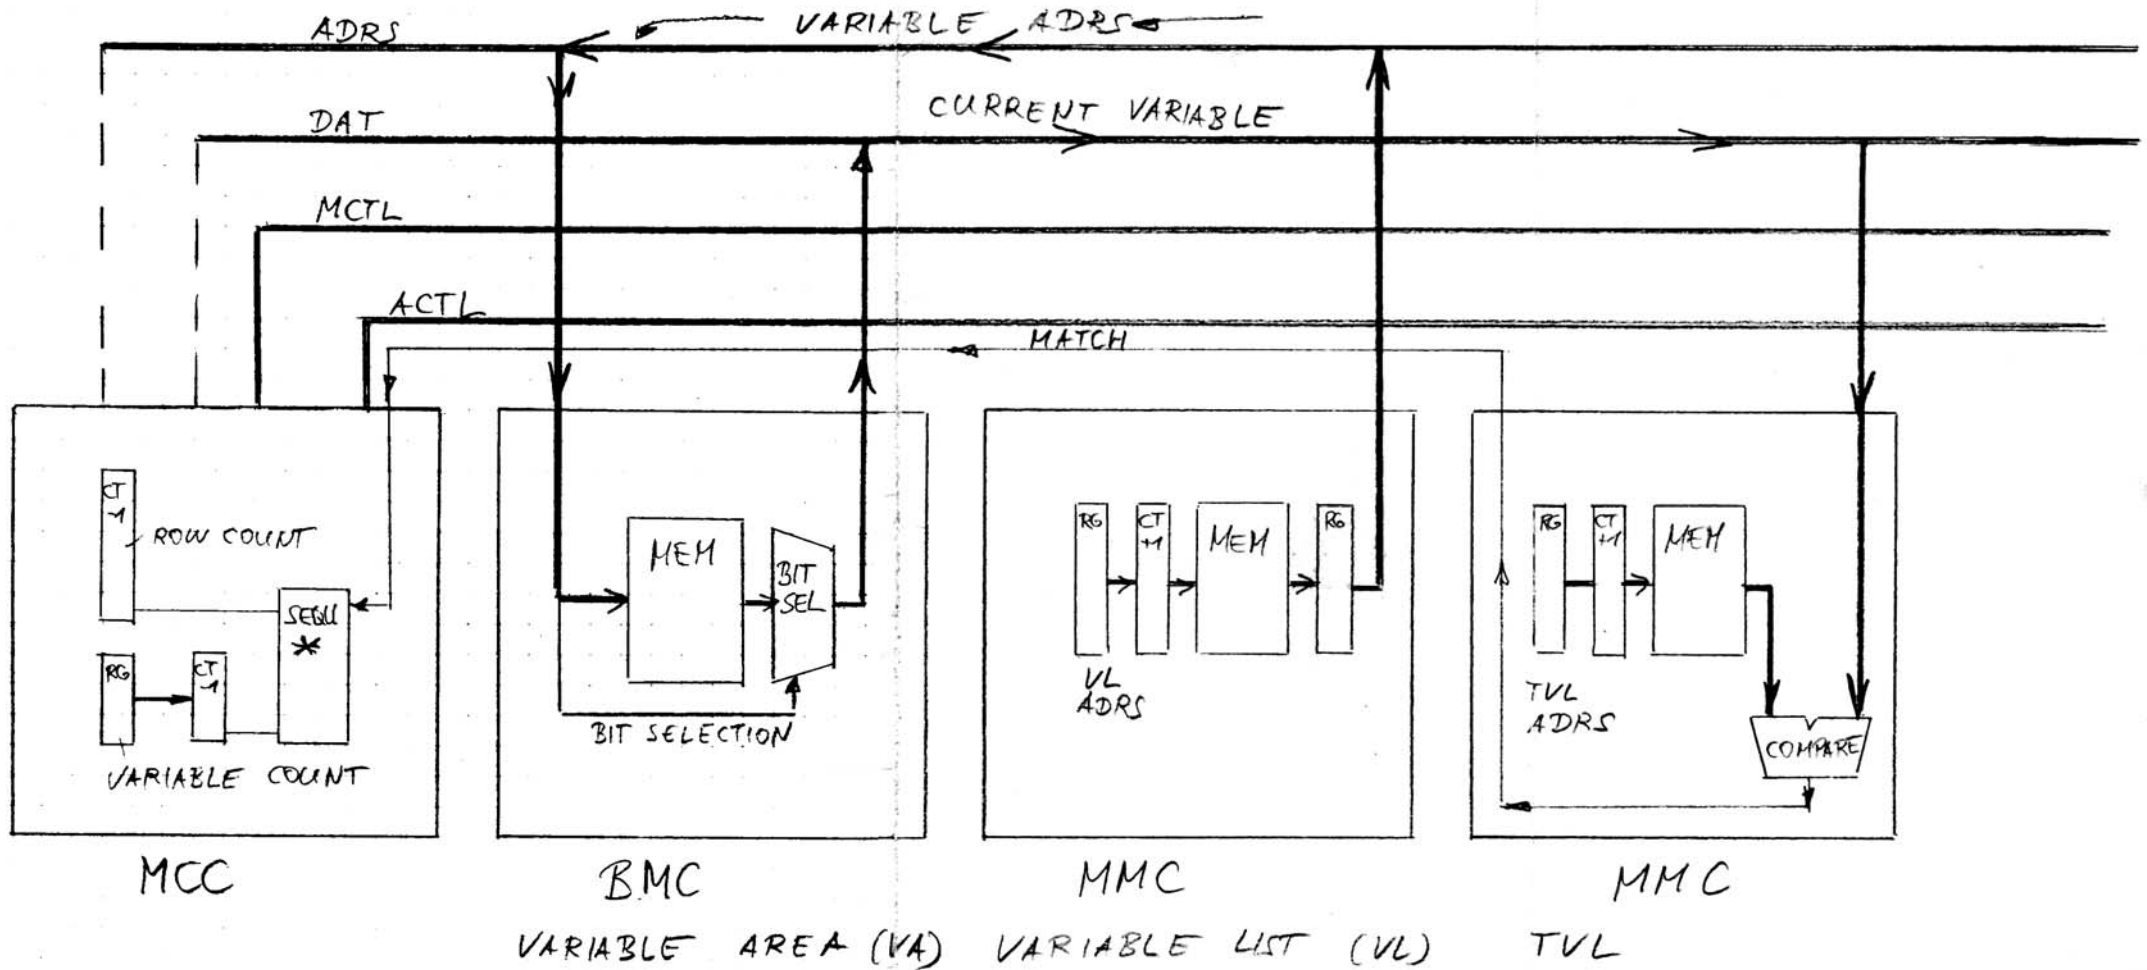 VARIABLE ADRS
ADRS
CURRENT VARIABLE
DAT
MCTL
ACTL
MATCH
CT
-1
ROW COUNT
SEQU
*
RG
CT
-1
VARIABLE COUNT
MEM
BIT
SEL
BIT SELECTION
RG
CT
+1
MEM
RG
VL
ADRS
RG
CT
+1
MEM
TVL
ADRS
COMPARE
MCC
BMC
MMC
MMC
VARIABLE AREA (VA)
VARIABLE LIST (VL)
TVL